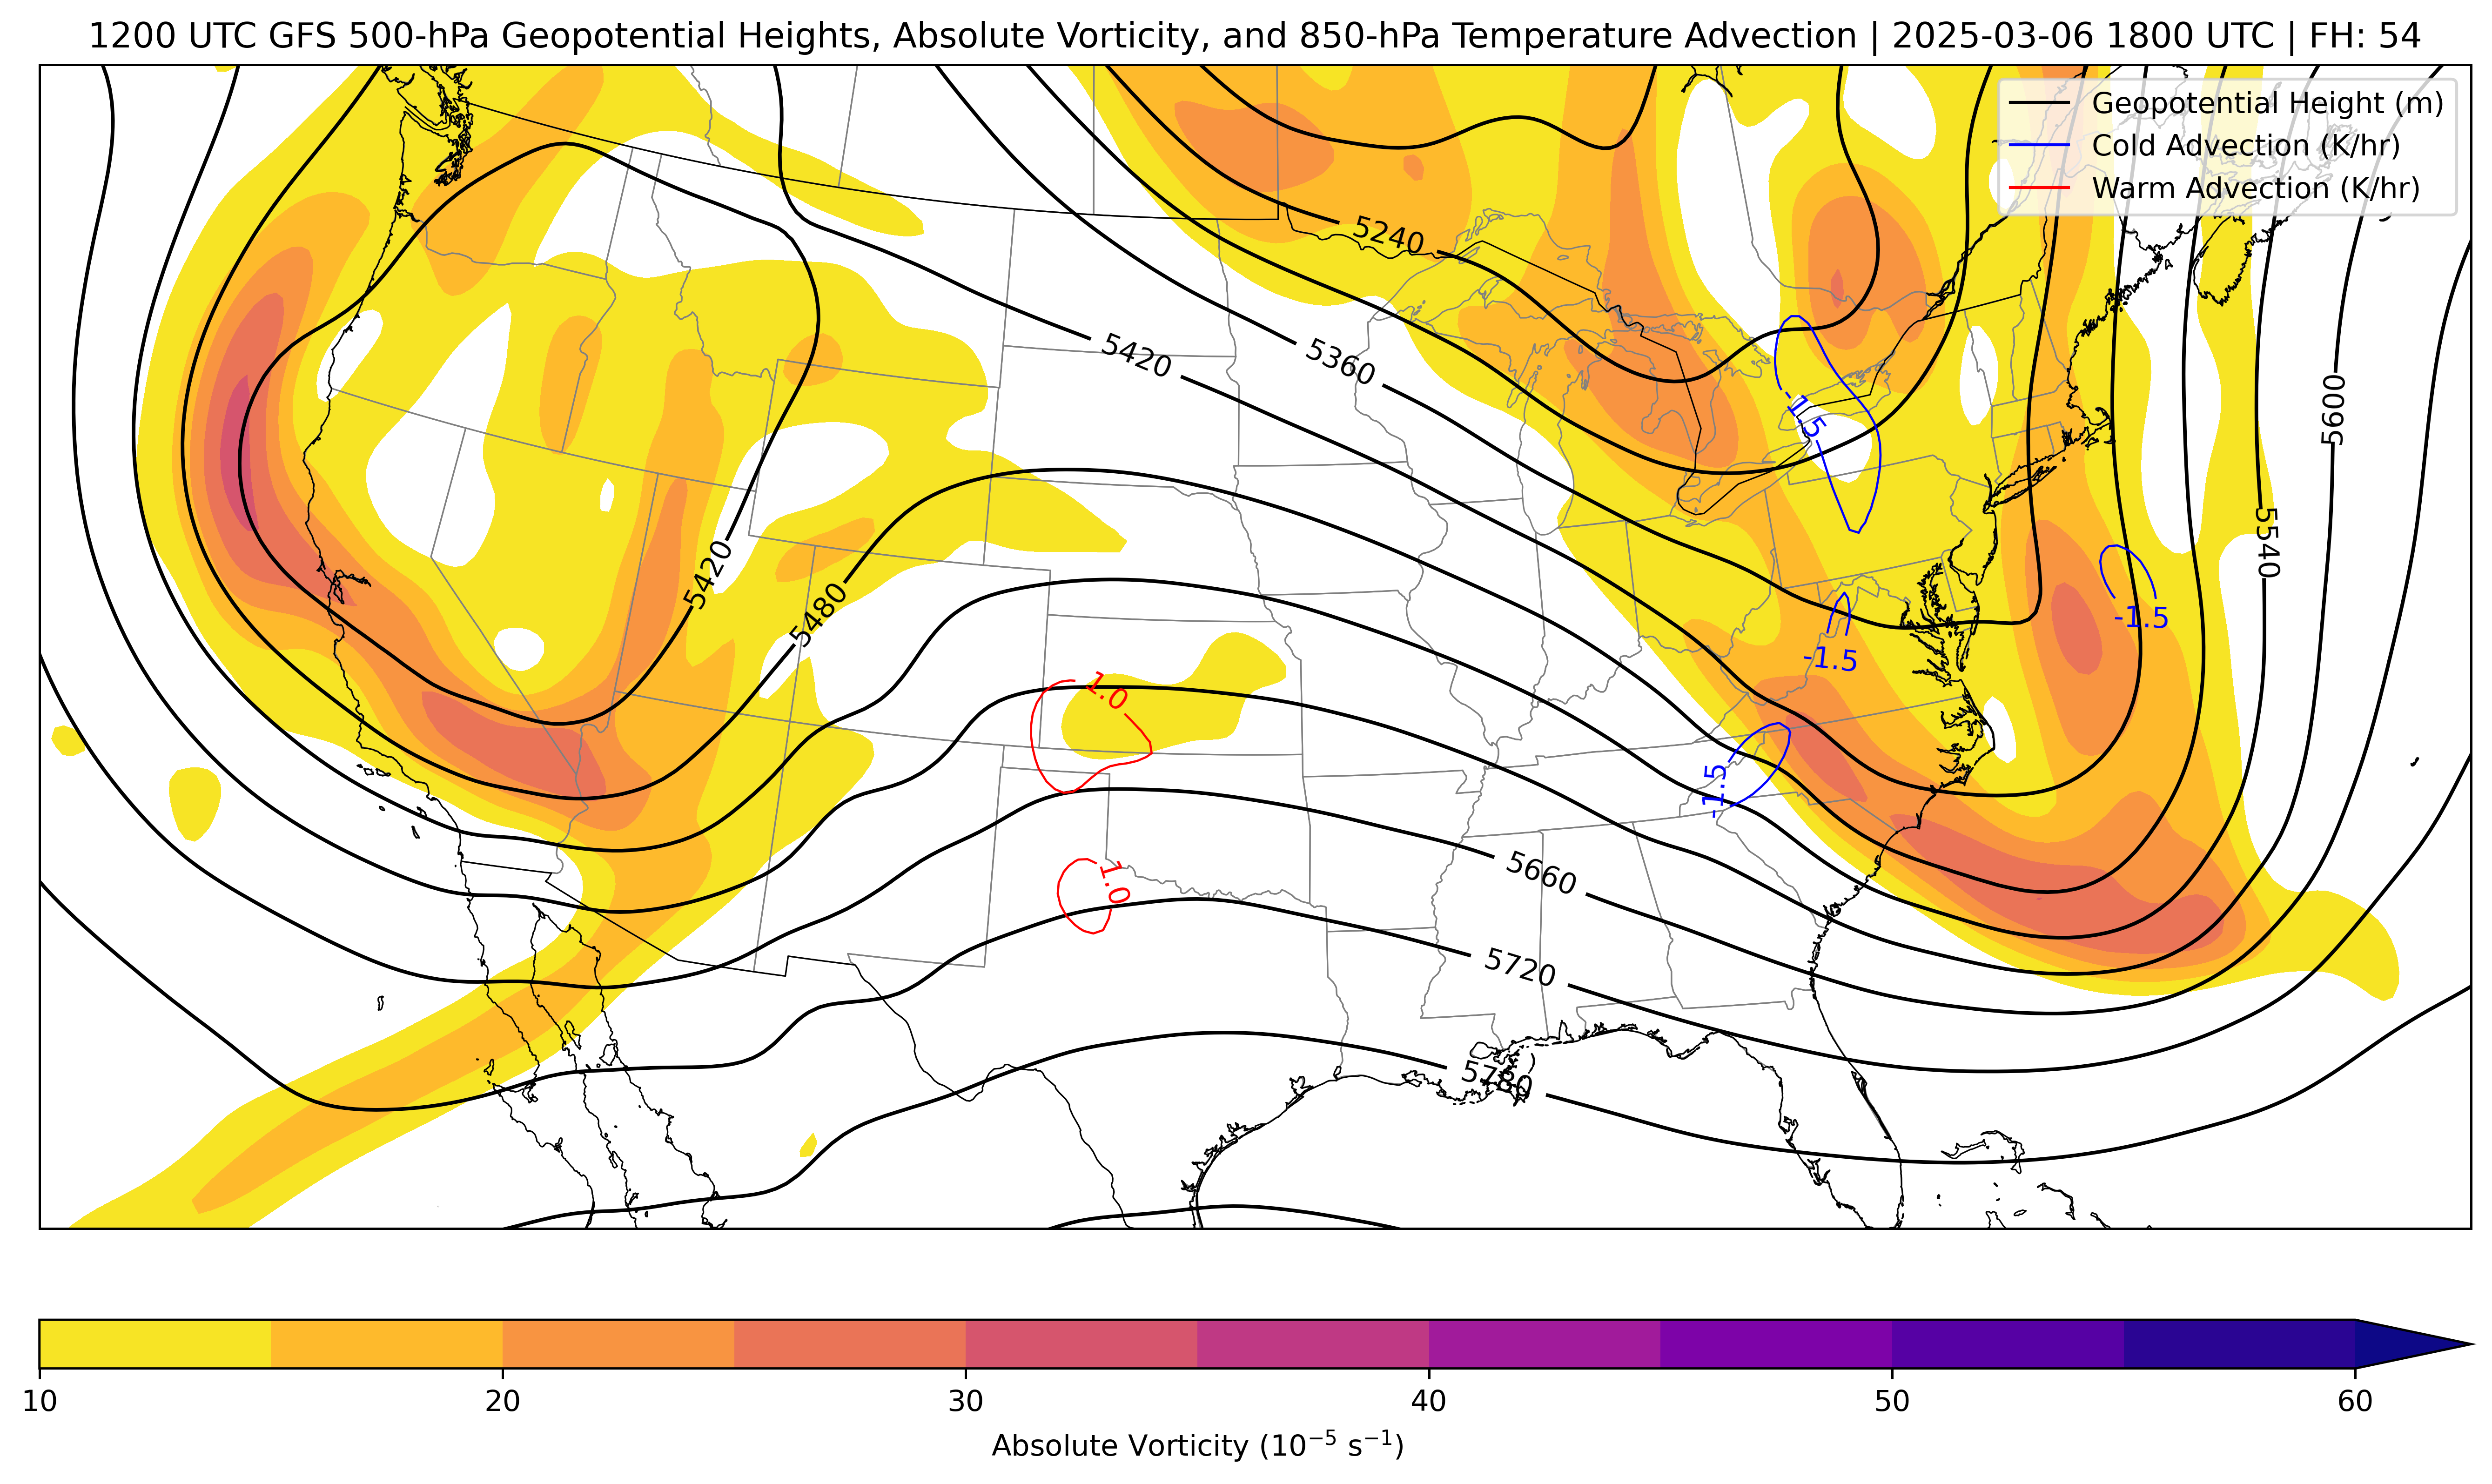 1200 UTC GFS 500-hPa Geopotential Heights, Absolute Vorticity, and 850-hPa Temperature Advection | 2025-03-06 1800 UTC | FH: 54
Geopotential Height (m)
Cold Advection (K/hr)
Warm Advection (K/hr)
5240
5420
5360
5600
-1.5
5540
5420
5480
-1.5
-1.5
1.0
-1.5
1.0
5660
5720
5780
10 20 30 40 50 60
Absolute Vorticity (10⁻⁵ s⁻¹)